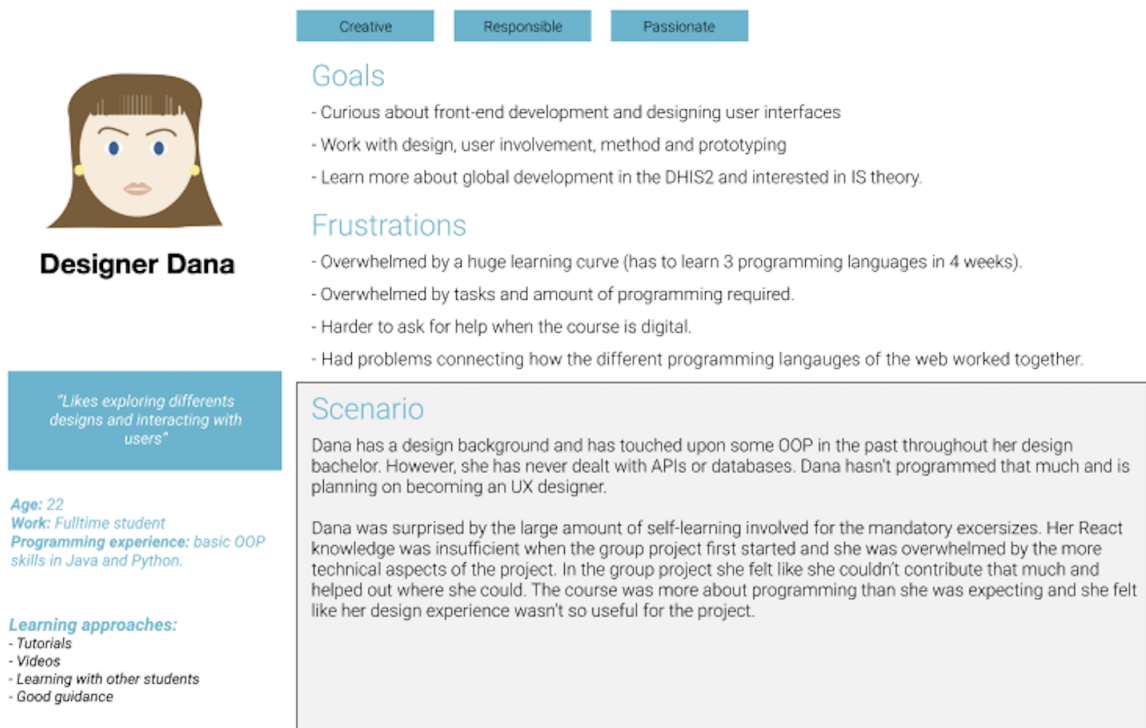 Creative
Responsible
Passionate
Designer Dana
"Likes exploring differents
designs and interacting with
users"
Age: 22
Work: Fulltime student
Programming experience: basic OOP
skills in Java and Python.
Learning approaches:
- Tutorials
- Videos
- Learning with other students
- Good guidance
Goals
- Curious about front-end development and designing user interfaces
- Work with design, user involvement, method and prototyping
- Learn more about global development in the DHIS2 and interested in IS theory.
Frustrations
- Overwhelmed by a huge learning curve (has to learn 3 programming languages in 4 weeks).
- Overwhelmed by tasks and amount of programming required.
- Harder to ask for help when the course is digital.
- Had problems connecting how the different programming langauges of the web worked together.
Scenario
Dana has a design background and has touched upon some OOP in the past throughout her design
bachelor. However, she has never dealt with APIs or databases. Dana hasn't programmed that much and is
planning on becoming an UX designer.
Dana was surprised by the large amount of self-learning involved for the mandatory excersizes. Her React
knowledge was insufficient when the group project first started and she was overwhelmed by the more
technical aspects of the project. In the group project she felt like she couldn't contribute that much and
helped out where she could. The course was more about programming than she was expecting and she felt
like her design experience wasn't so useful for the project.